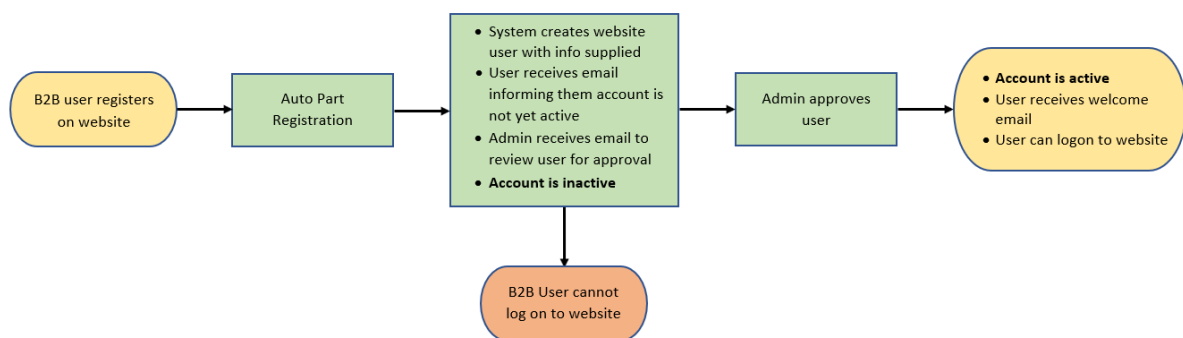 B2B user registers
on website
Auto Part
Registration
• System creates website
user with info supplied
• User receives email
informing them account is
not yet active
• Admin receives email to
review user for approval
• Account is inactive
Admin approves
user
• Account is active
• User receives welcome
email
• User can logon to website
B2B User cannot
log on to website